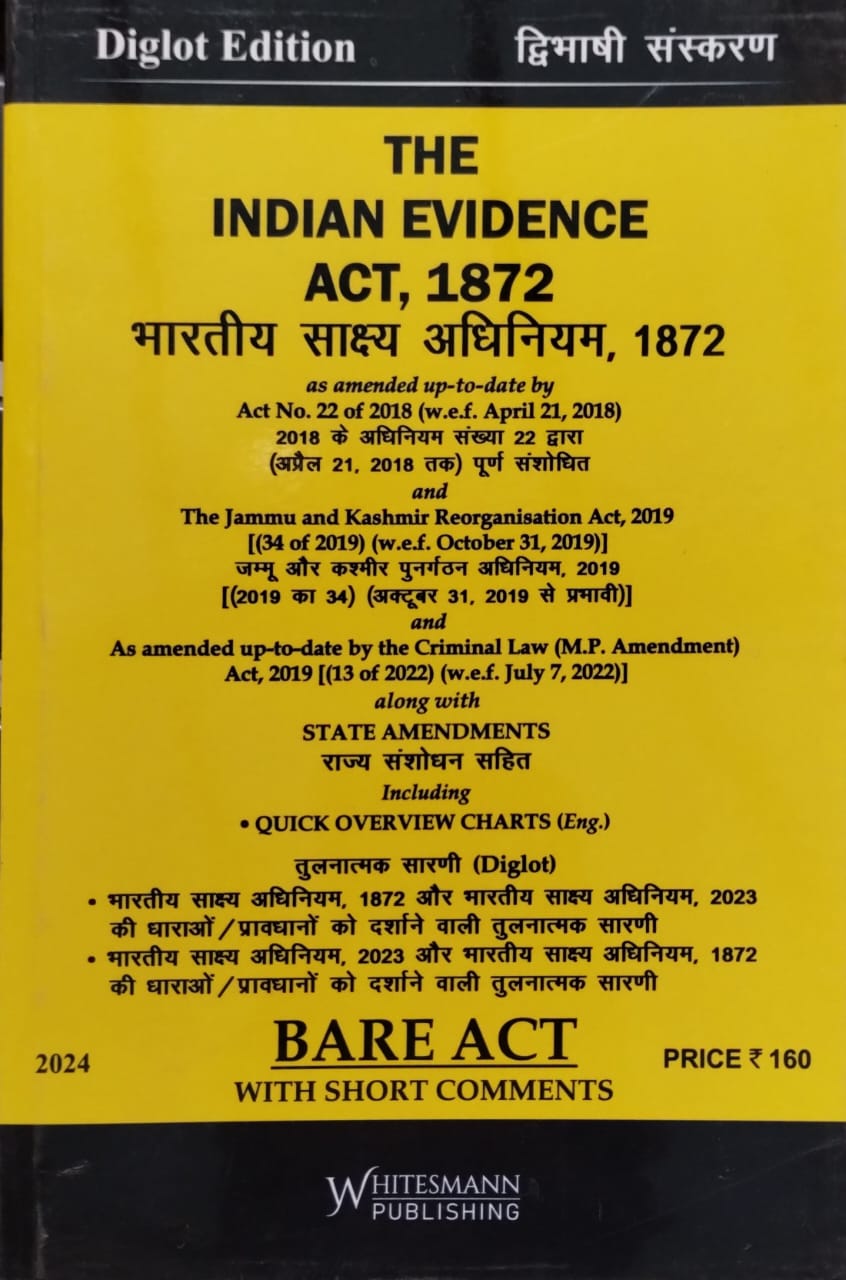 Diglot Edition द्विभाषी संस्करण
THE
INDIAN EVIDENCE
ACT, 1872
भारतीय साक्ष्य अधिनियम, 1872
as amended up-to-date by
Act No. 22 of 2018 (w.e.f. April 21, 2018)
2018 के अधिनियम संख्या 22 द्वारा
(अप्रैल 21, 2018 तक) पूर्ण संशोधित
and
The Jammu and Kashmir Reorganisation Act, 2019
[(34 of 2019) (w.e.f. October 31, 2019)]
जम्मू और कश्मीर पुनर्गठन अधिनियम, 2019
[(2019 का 34) (अक्टूबर 31, 2019 से प्रभावी)]
and
As amended up-to-date by the Criminal Law (M.P. Amendment)
Act, 2019 [(13 of 2022) (w.e.f. July 7, 2022)]
along with
STATE AMENDMENTS
राज्य संशोधन सहित
Including
• QUICK OVERVIEW CHARTS (Eng.)
तुलनात्मक सारणी (Diglot)
• भारतीय साक्ष्य अधिनियम, 1872 और भारतीय साक्ष्य अधिनियम, 2023
की धाराओं/प्रावधानों को दर्शाने वाली तुलनात्मक सारणी
• भारतीय साक्ष्य अधिनियम, 2023 और भारतीय साक्ष्य अधिनियम, 1872
की धाराओं/प्रावधानों को दर्शाने वाली तुलनात्मक सारणी
BARE ACT
2024 PRICE ₹ 160
WITH SHORT COMMENTS
WHITESMANN
PUBLISHING